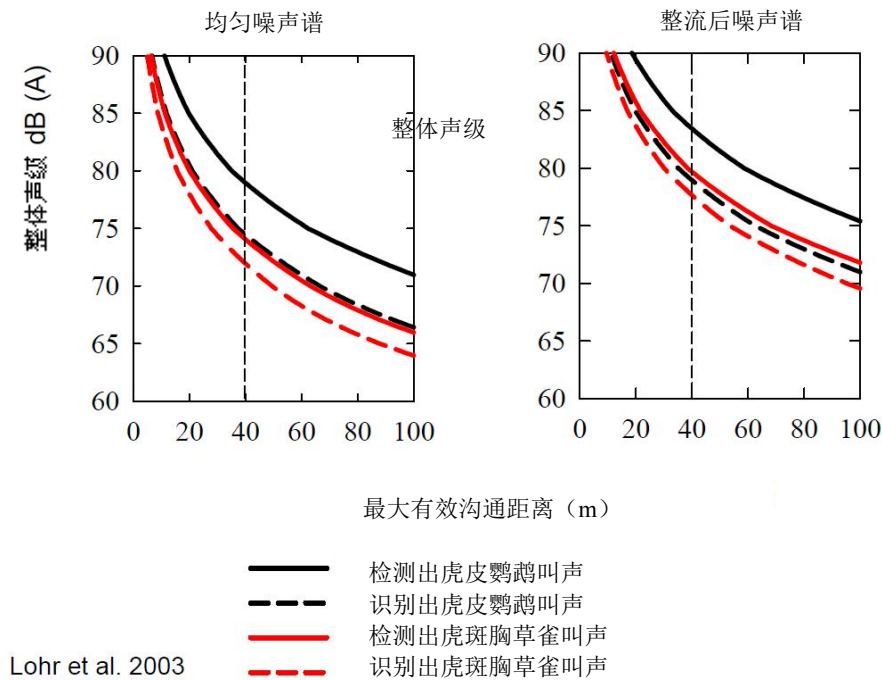 均匀噪声谱
整流后噪声谱
整体声级 dB (A)
90
85
80
75
70
65
60
0 20 40 60 80 100
整体声级
90
85
80
75
70
65
60
0 20 40 60 80 100
最大有效沟通距离（m）
检测出虎皮鹦鹉叫声
识别出虎皮鹦鹉叫声
检测出虎斑胸草雀叫声
识别出虎斑胸草雀叫声
Lohr et al. 2003